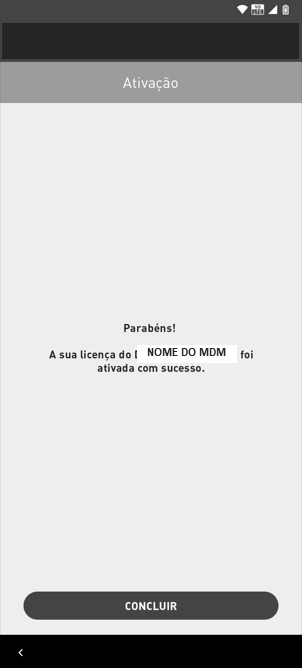 Ativação
Parabéns!
A sua licença do NOME DO MDM foi
ativada com sucesso.
CONCLUIR